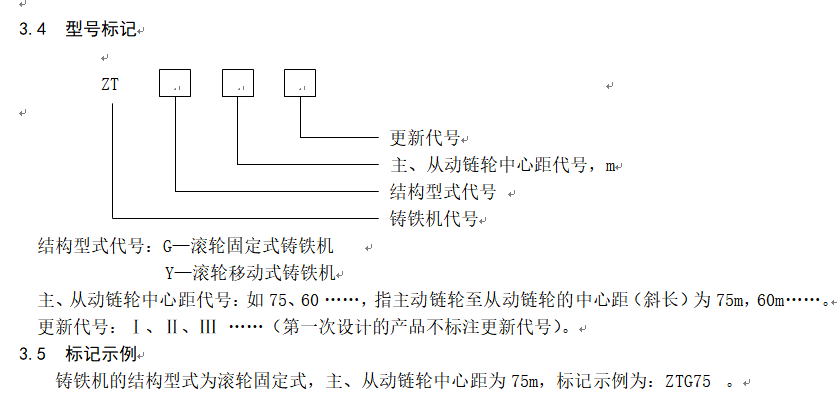 3.4 型号标记
ZT
更新代号
主、从动链轮中心距代号，m
结构型式代号
铸铁机代号
结构型式代号：G—滚轮固定式铸铁机
Y—滚轮移动式铸铁机
主、从动链轮中心距代号：如 75、60 ……，指主动链轮至从动链轮的中心距（斜长）为 75m，60m……。
更新代号：Ⅰ、Ⅱ、Ⅲ ……（第一次设计的产品不标注更新代号）。
3.5 标记示例
铸铁机的结构型式为滚轮固定式，主、从动链轮中心距为 75m，标记示例为：ZTG75 。